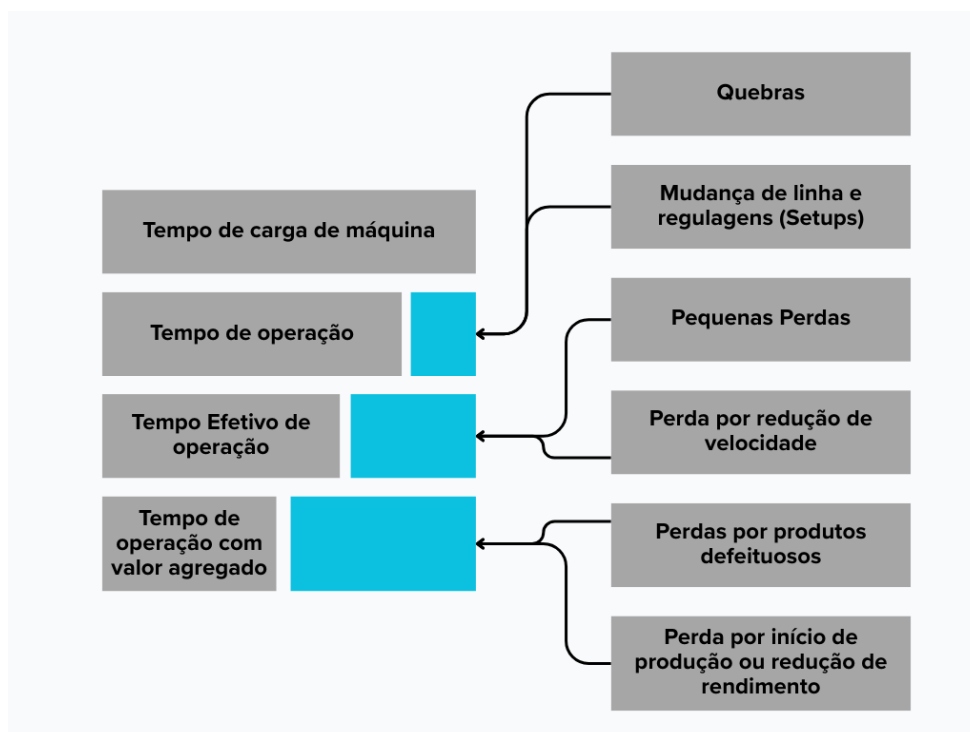 Quebras
Mudança de linha e
regulagens (Setups)
Tempo de carga de máquina
Pequenas Perdas
Tempo de operação
Perda por redução de
velocidade
Tempo Efetivo de
operação
Perdas por produtos
defeituosos
Tempo de
operação com
valor agregado
Perda por início de
produção ou redução de
rendimento